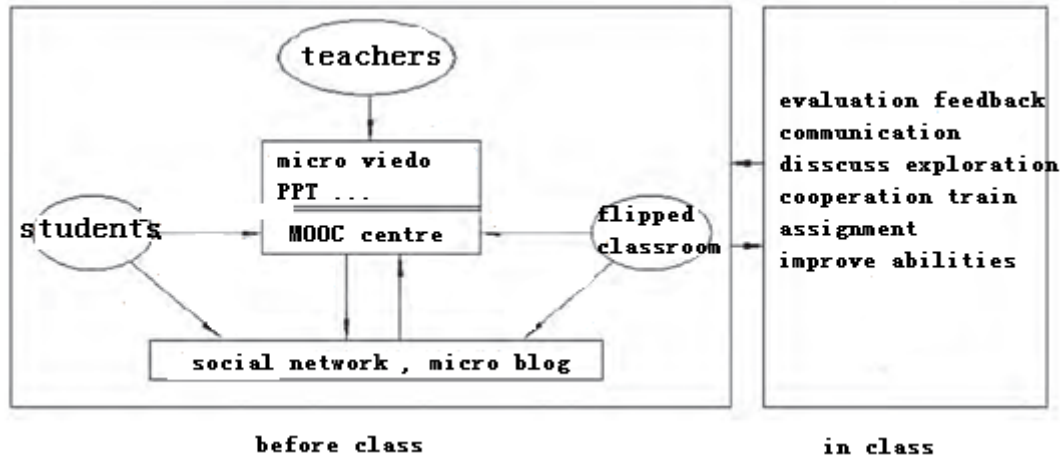 teachers
micro viedo
PPT ...
MOOC centre
students
flipped
classroom
social network , micro blog
before class
evaluation feedback
communication
disscuss exploration
cooperation train
assignment
improve abilities
in class